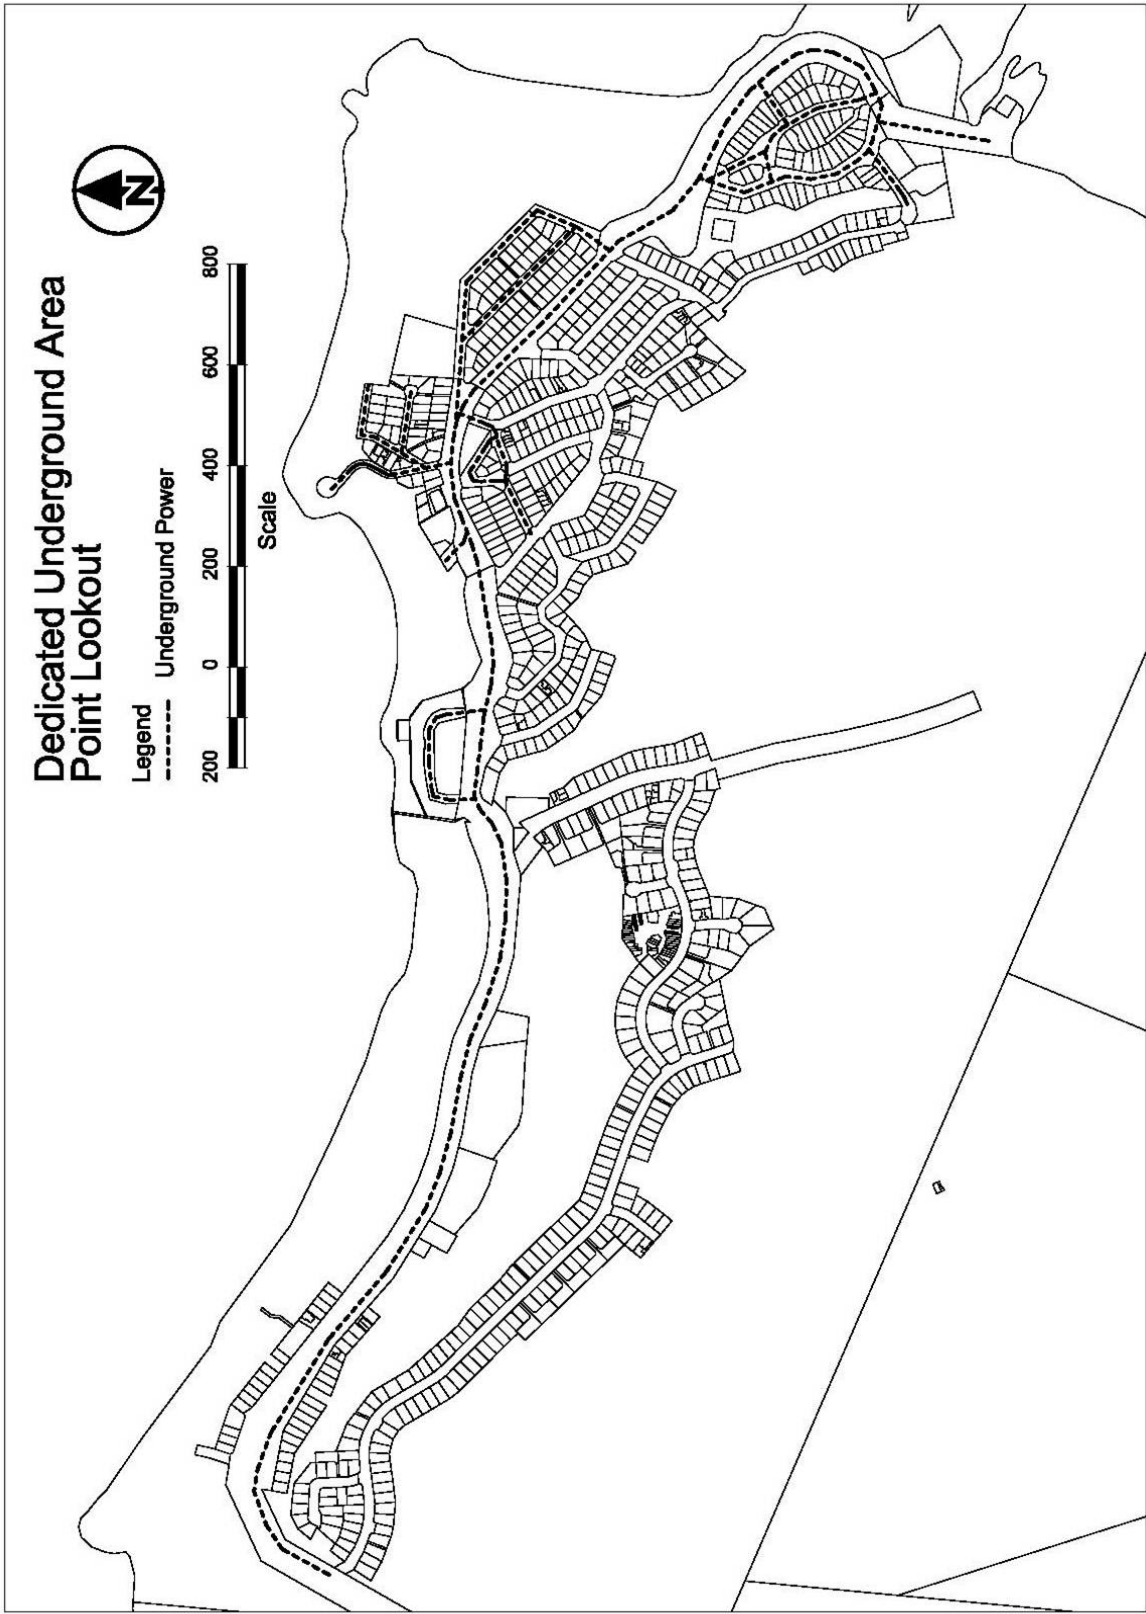 Dedicated Underground Area
Point Lookout
Legend
Underground Power
200 0 200 400 600 800
Scale
N